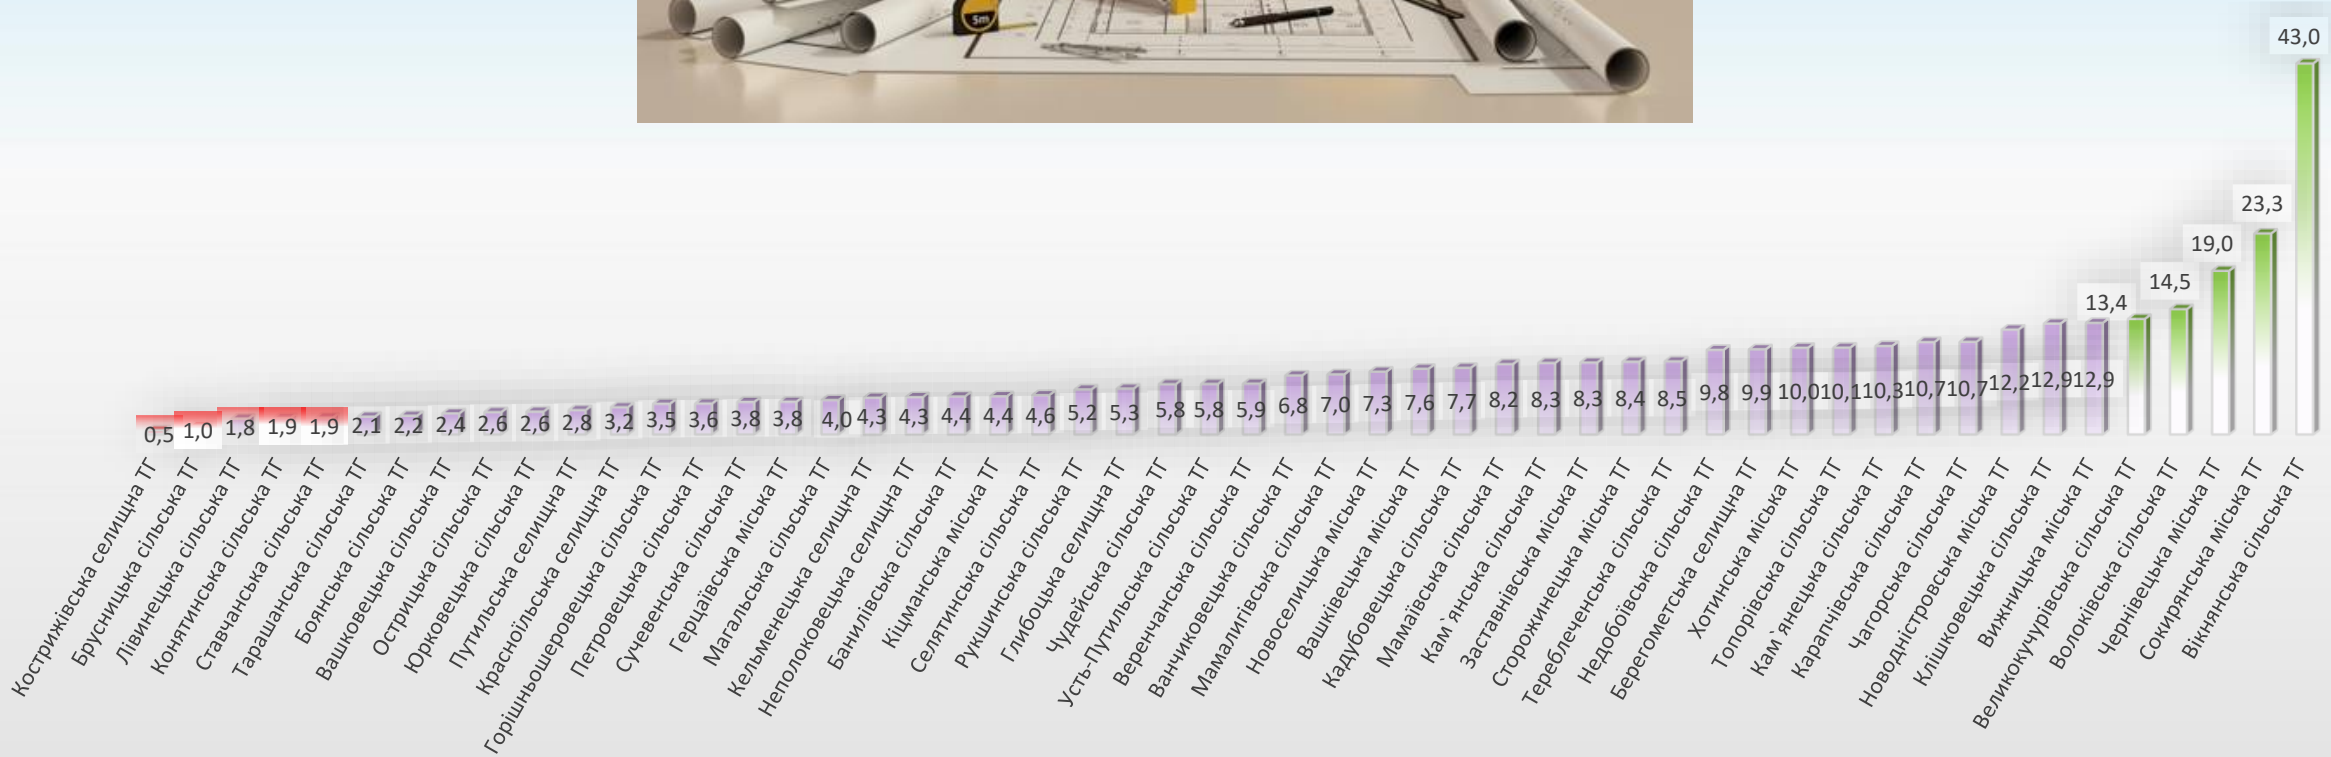 5m
43,0
23,3
19,0
14,5
13,4
0,5 1,0 1,8 1,9 1,9 2,1 2,2 2,4 2,6 2,6 2,8 3,2 3,5 3,6 3,8 3,8 4,0 4,3 4,3 4,4 4,4 4,6 5,2 5,3 5,8 5,8 5,9 6,8 7,0 7,3 7,6 7,7 8,2 8,3 8,3 8,4 8,5 9,8 9,9 10,0 10,1 10,3 10,7 10,7 12,2 12,9 12,9
Кострижівська селищна ТГ
Брусницька сільська ТГ
Лівинецька сільська ТГ
Конятинська сільська ТГ
Ставчанська сільська ТГ
Тарашанська сільська ТГ
Боянська сільська ТГ
Вашковецька сільська ТГ
Острицька сільська ТГ
Юрковецька сільська ТГ
Путильська селищна ТГ
Красноїльська селищна ТГ
Горішньошеровецька сільська ТГ
Петровецька сільська ТГ
Сучевенська сільська ТГ
Герцаївська міська ТГ
Магальська сільська ТГ
Кельменецька селищна ТГ
Неполоковецька селищна ТГ
Банилівська сільська ТГ
Кіцманська міська ТГ
Селятинська сільська ТГ
Рукшинська сільська ТГ
Глибоцька селищна ТГ
Чудейська сільська ТГ
Усть-Путильська сільська ТГ
Веренчанська сільська ТГ
Ванчиковецька сільська ТГ
Мамалигівська сільська ТГ
Новоселицька міська ТГ
Вашківецька міська ТГ
Кадубовецька сільська ТГ
Мамаївська сільська ТГ
Кам`янська сільська ТГ
Заставнівська міська ТГ
Сторожинецька міська ТГ
Тереблеченська сільська ТГ
Недобоївська сільська ТГ
Берегометська селищна ТГ
Хотинська міська ТГ
Топорівська сільська ТГ
Кам`янецька сільська ТГ
Карапчівська сільська ТГ
Чагорська сільська ТГ
Новодністровська міська ТГ
Клішковецька сільська ТГ
Вижницька міська ТГ
Великокучурівська сільська ТГ
Волоківська сільська ТГ
Чернівецька міська ТГ
Сокирянська міська ТГ
Вікнянська сільська ТГ